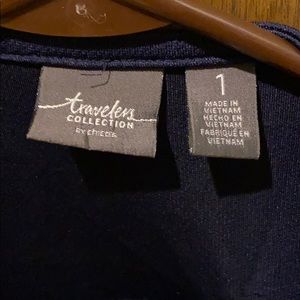 travelers
COLLECTION
BY CHICO'S
1
MADE IN
VIETNAM
HECHO EN
VIETNAM
FABRIQUÉ EN
VIETNAM